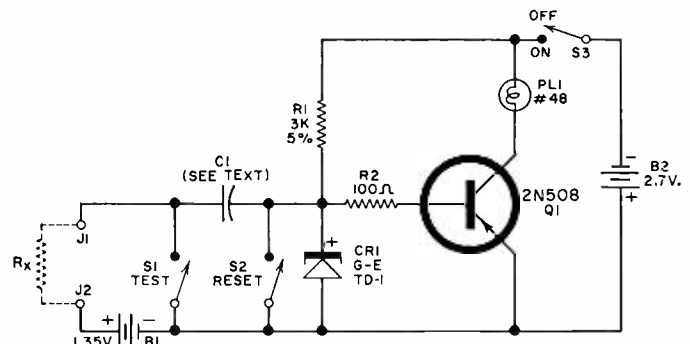 OFF
ON
S3
PL1
#48
R1
3K
5%
C1
(SEE TEXT)
R2
100Ω
B2
2.7V.
-
+
2N508
Q1
J1
RX
S1
TEST
S2
RESET
+
CR1
G-E
TD-1
J2
+ -
1.35V B1